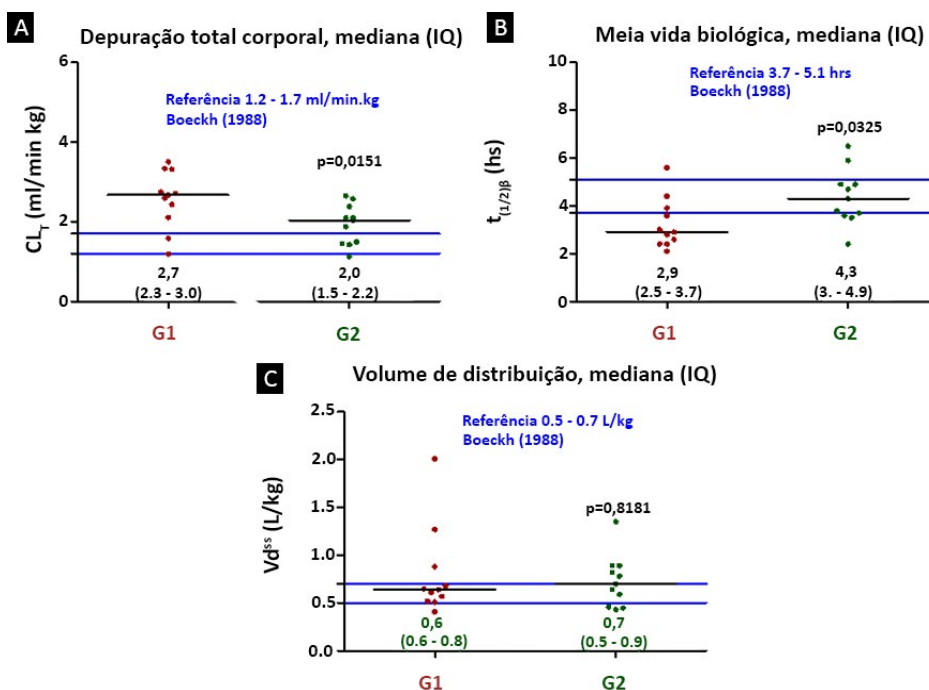 A
Depuração total corporal, mediana (IQ)
6
4
2
0
CL_T (ml/min kg)
Referência 1.2 - 1.7 ml/min.kg
Boeckh (1988)
p=0,0151
2,7
(2.3 - 3.0)
2,0
(1.5 - 2.2)
G1
G2
B
Meia vida biológica, mediana (IQ)
10
8
6
4
2
0
t(1/2)β (hs)
Referência 3.7 - 5.1 hrs
Boeckh (1988)
p=0,0325
2,9
(2.5 - 3.7)
4,3
(3. - 4.9)
G1
G2
C
Volume de distribuição, mediana (IQ)
2.5
2.0
1.5
1.0
0.5
0.0
Vd^ss (L/kg)
Referência 0.5 - 0.7 L/kg
Boeckh (1988)
p=0,8181
0,6
(0.6 - 0.8)
0,7
(0.5 - 0.9)
G1
G2